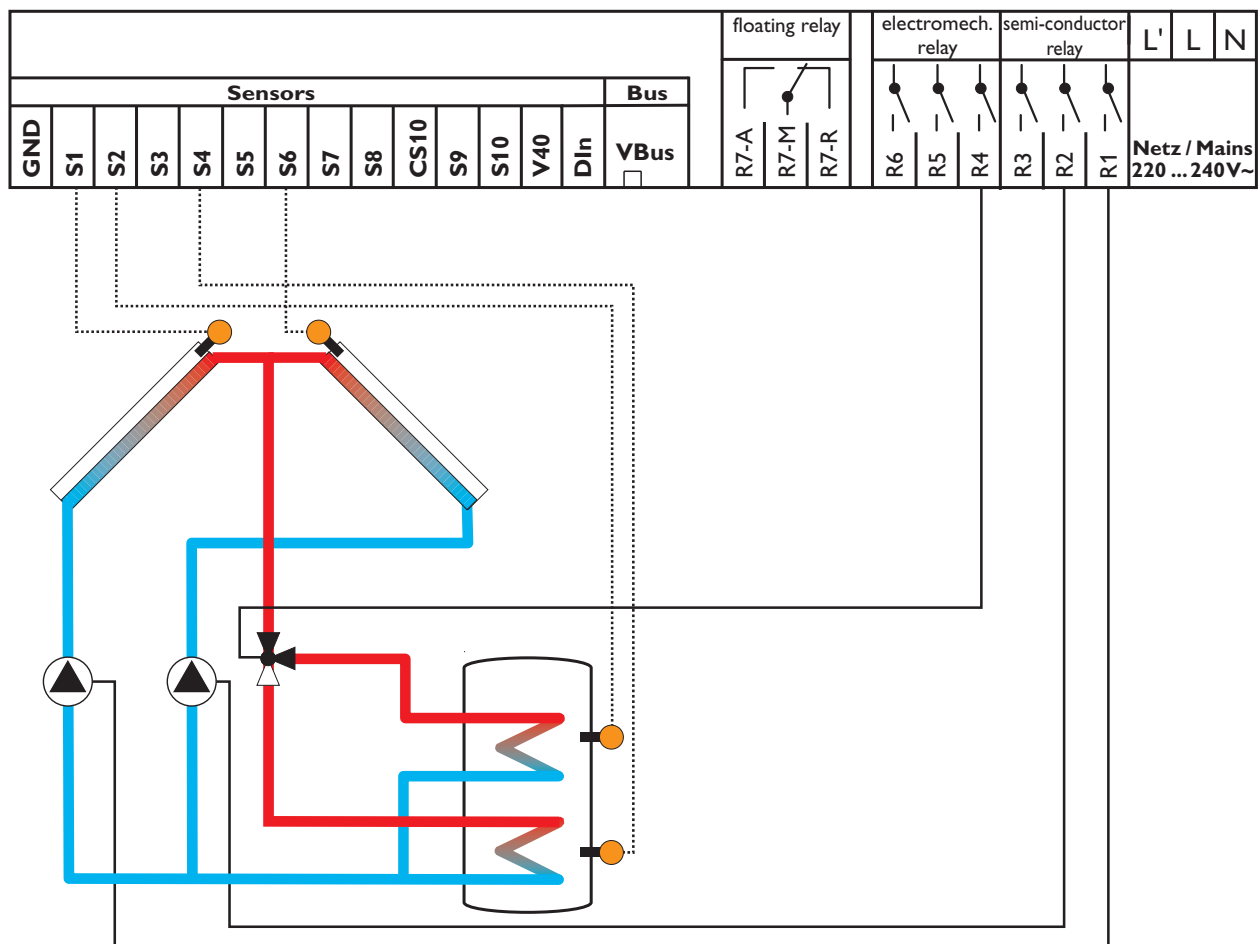 floating relay
electromech.
relay
semi-conductor
relay
L' L N
Sensors
Bus
GND
S1
S2
S3
S4
S5
S6
S7
S8
CS10
S9
S10
V40
DIn
VBus
R7-A
R7-M
R7-R
R6
R5
R4
R3
R2
R1
Netz / Mains
220 ... 240V~